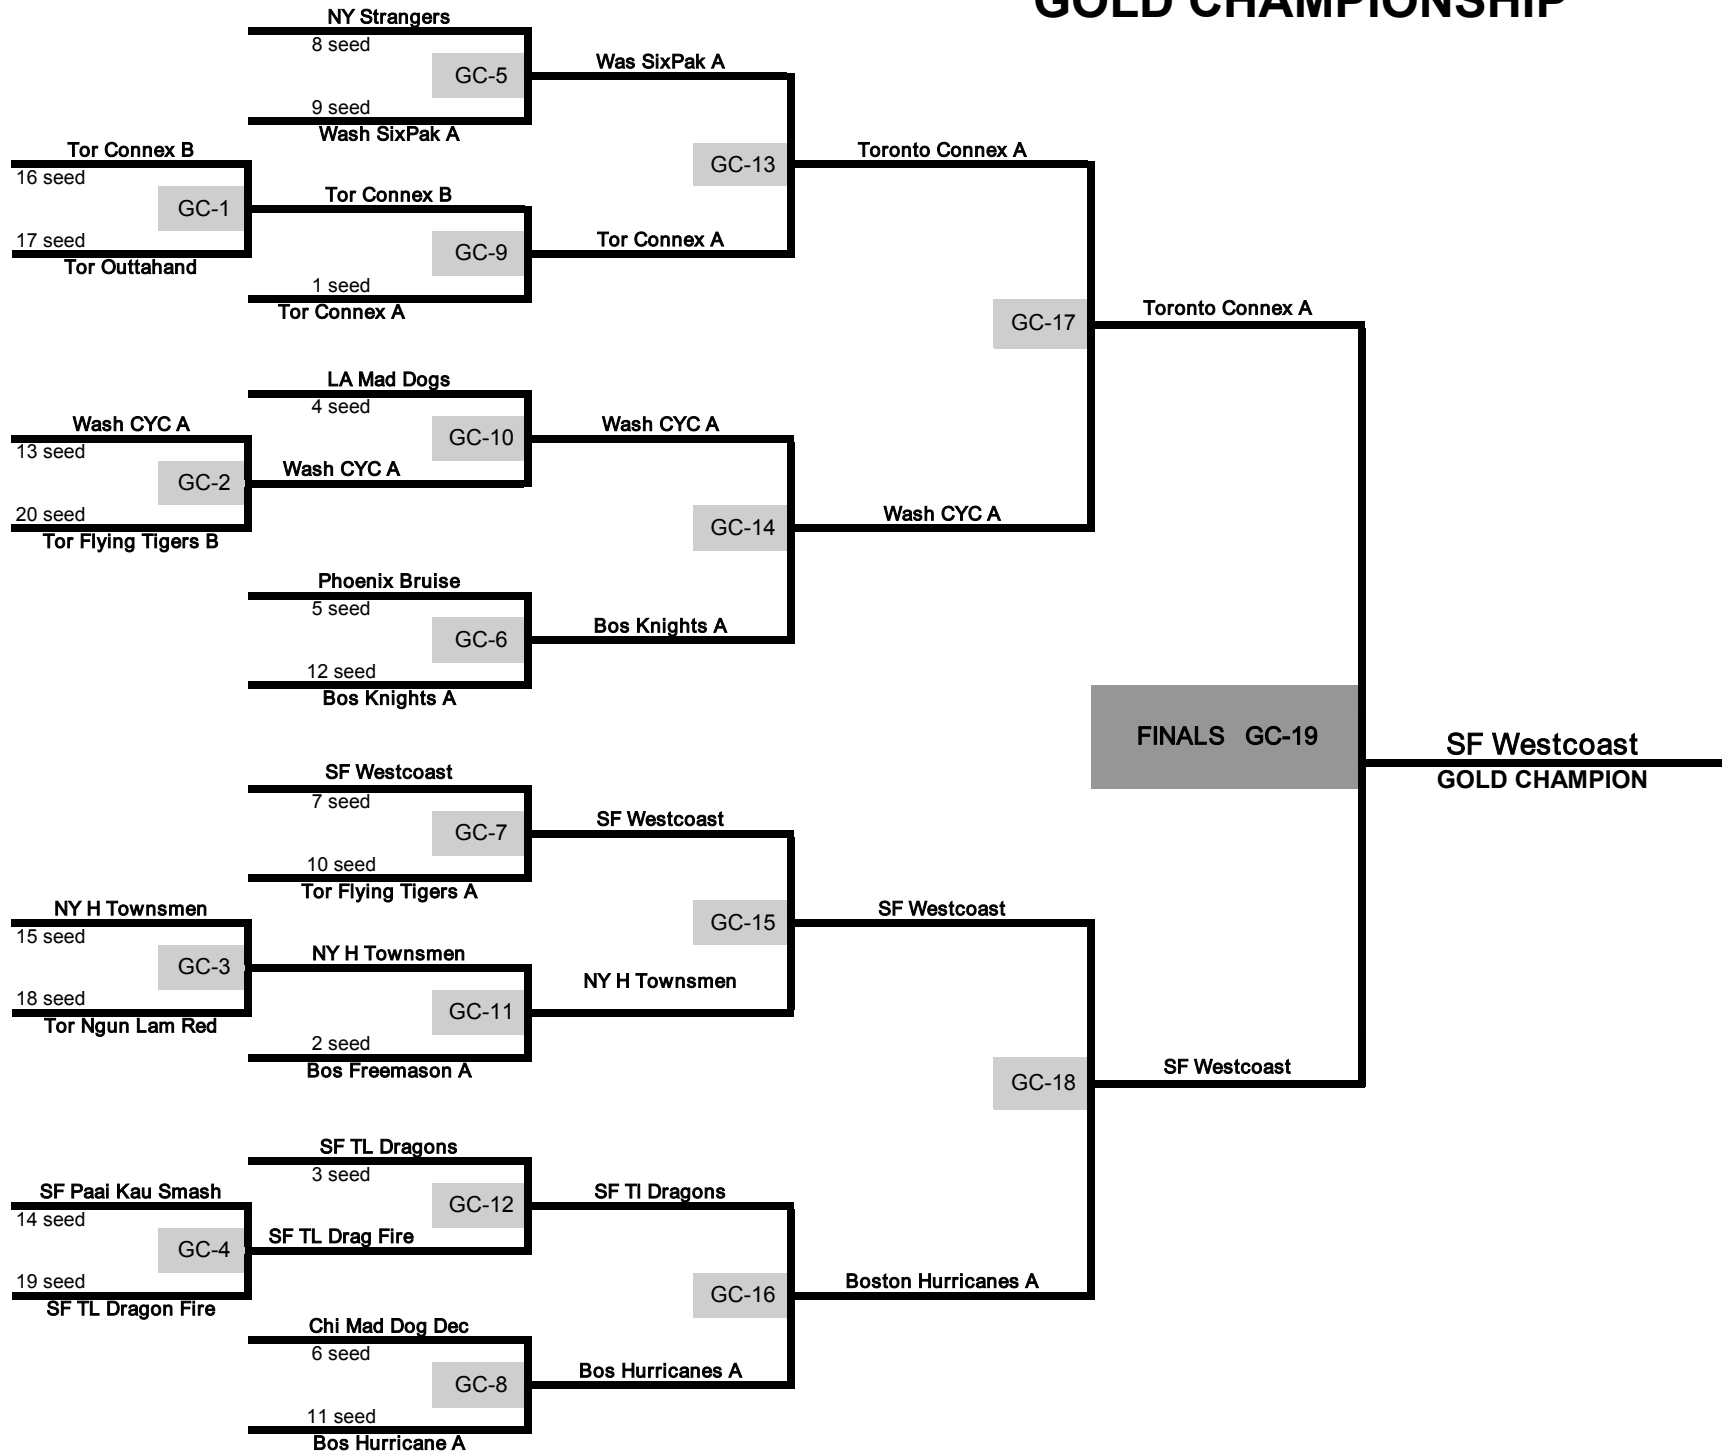 GOLD CHAMPIONSHIP
NY Strangers
8 seed
GC-5
9 seed
Wash SixPak A
Was SixPak A
Tor Connex B
16 seed
GC-1
17 seed
Tor Outtahand
Tor Connex B
GC-9
1 seed
Tor Connex A
GC-13
Tor Connex A
Toronto Connex A
LA Mad Dogs
4 seed
GC-10
Wash CYC A
13 seed
GC-2
20 seed
Tor Flying Tigers B
Wash CYC A
Wash CYC A
GC-14
Phoenix Bruise
5 seed
GC-6
12 seed
Bos Knights A
Bos Knights A
Wash CYC A
GC-17
Toronto Connex A
SF Westcoast
7 seed
GC-7
10 seed
Tor Flying Tigers A
SF Westcoast
NY H Townsmen
15 seed
GC-3
18 seed
Tor Ngun Lam Red
NY H Townsmen
GC-11
2 seed
Bos Freemason A
GC-15
NY H Townsmen
SF Westcoast
SF TL Dragons
3 seed
GC-12
SF Paai Kau Smash
14 seed
GC-4
19 seed
SF TL Dragon Fire
SF TL Drag Fire
SF Tl Dragons
GC-16
Chi Mad Dog Dec
6 seed
GC-8
11 seed
Bos Hurricane A
Bos Hurricanes A
Boston Hurricanes A
GC-18
SF Westcoast
FINALS GC-19
SF Westcoast
GOLD CHAMPION